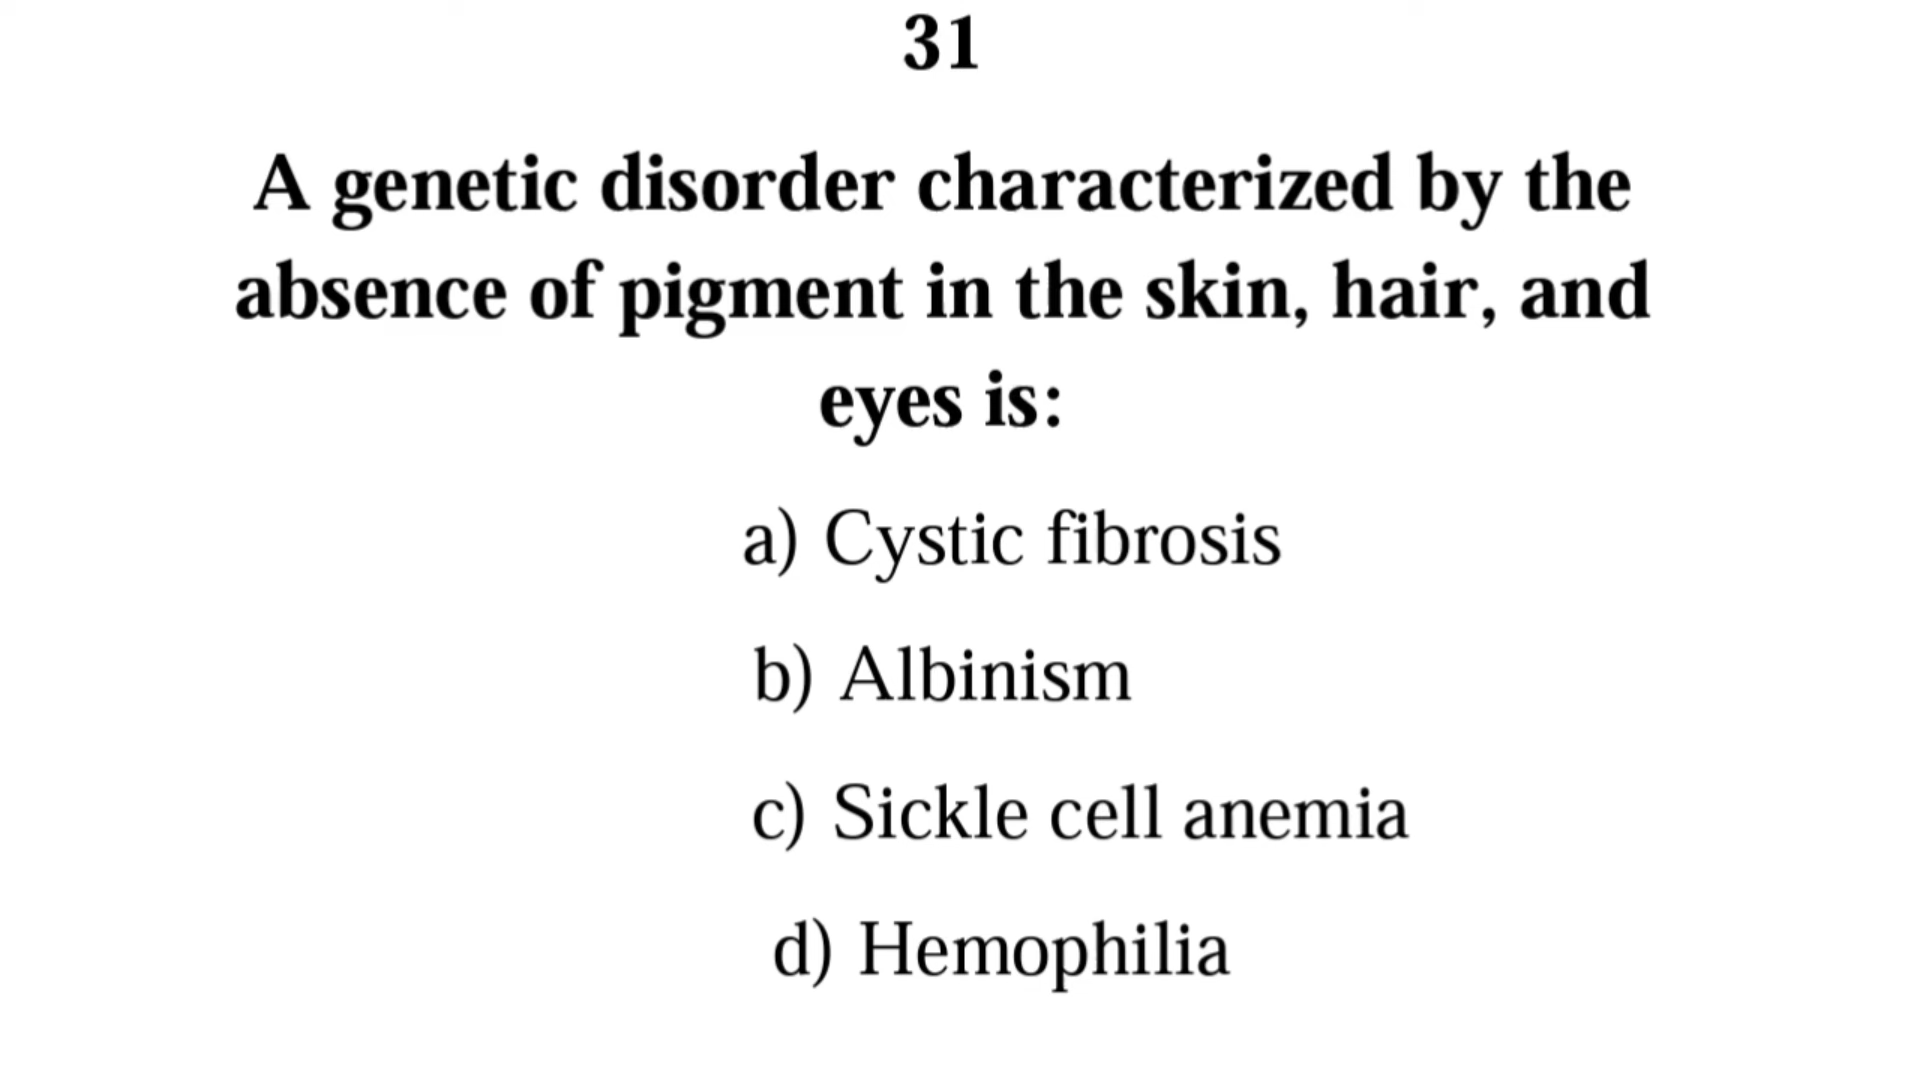 31
A genetic disorder characterized by the
absence of pigment in the skin, hair, and
eyes is:
a) Cystic fibrosis
b) Albinism
c) Sickle cell anemia
d) Hemophilia